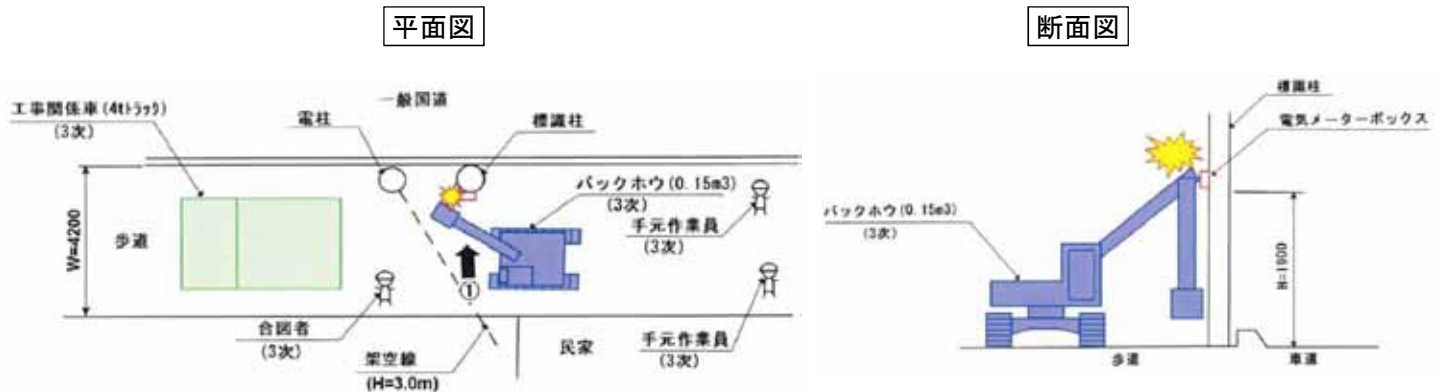 平面図
断面図
工事関係車(4tトラック)
(3次)
電柱
一般国道
標識柱
バックホウ(0.15m3)
(3次)
手元作業員
(3次)
W=4200
歩道
①
合図者
(3次)
架空線
(H=3.0m)
民家
手元作業員
(3次)
標識柱
電気メーターボックス
バックホウ(0.15m3)
(3次)
H=1900
歩道
車道